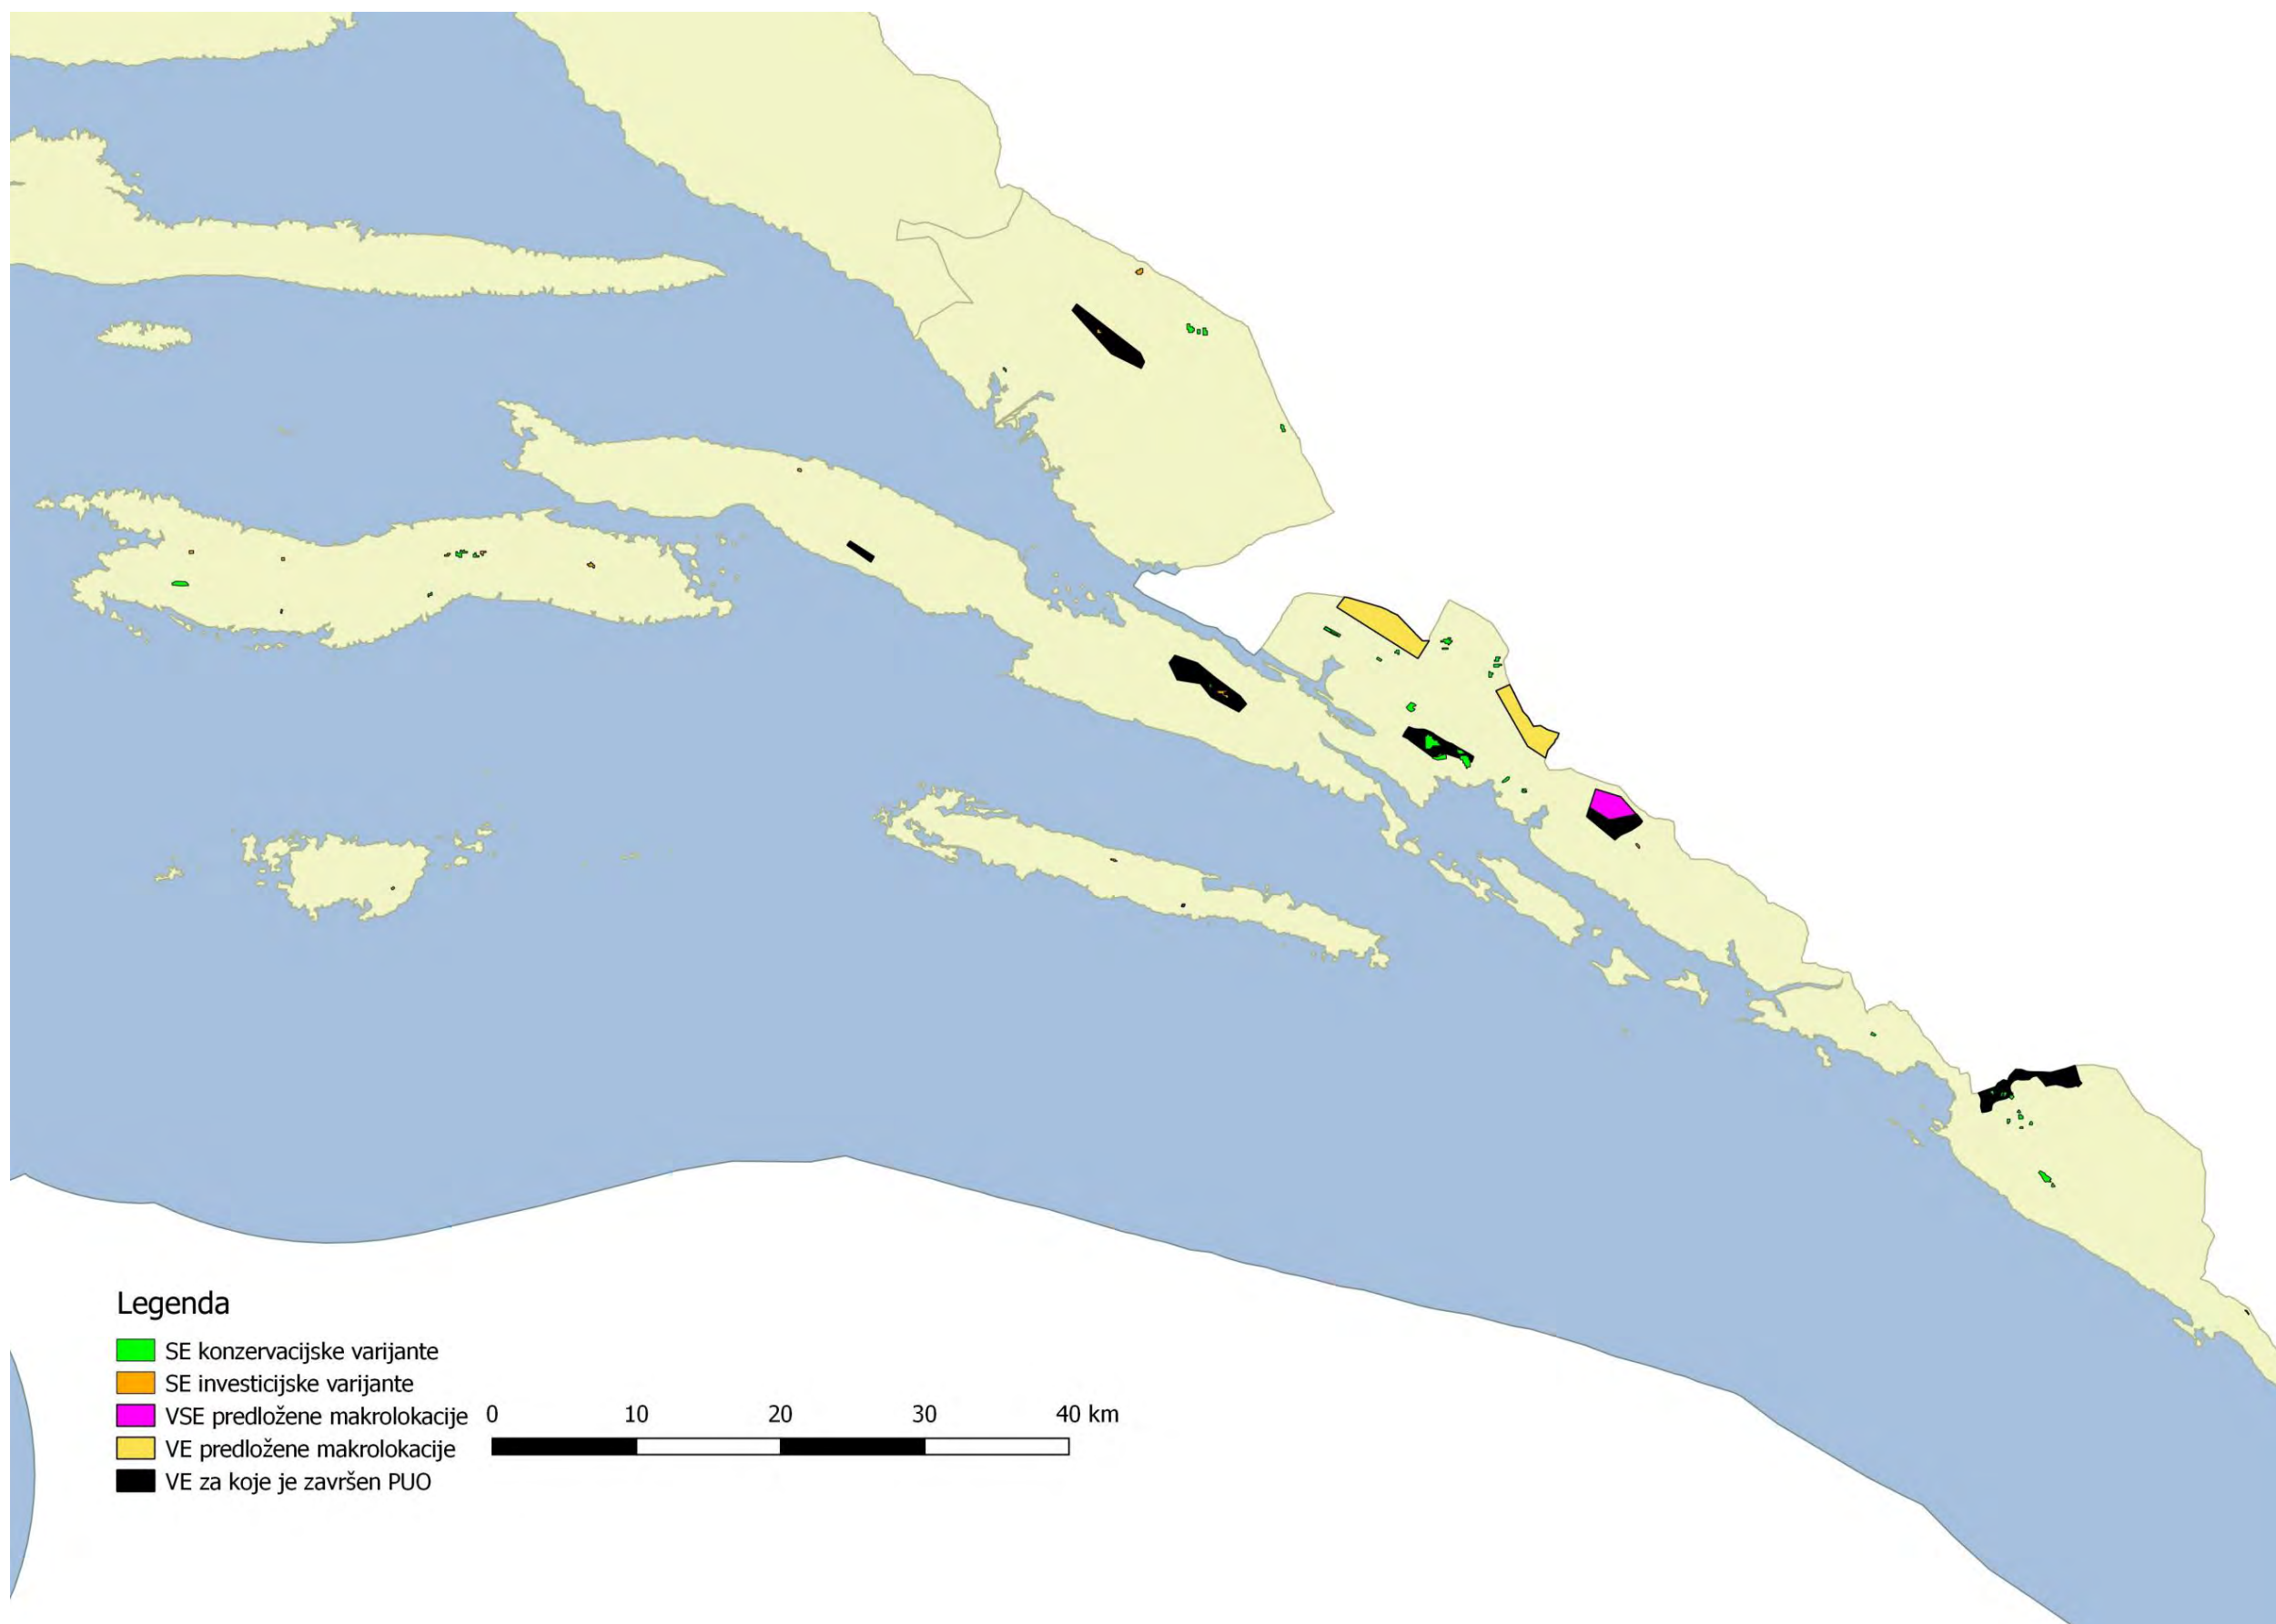 Legenda
SE konzervacijske varijante
SE investicijske varijante
VSE predložene makrolokacije
VE predložene makrolokacije
VE za koje je završen PUO
0 10 20 30 40 km